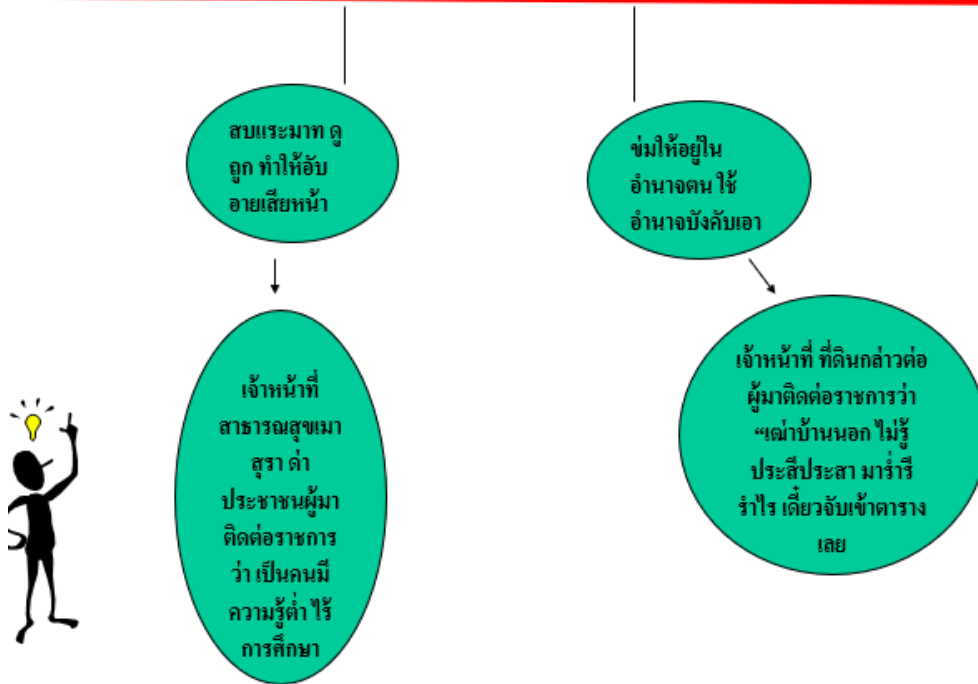 สบแระมาท ดู
ถูก ทำให้อับ
อายเสียหน้า
ข่มให้อยู่ใน
อำนาจตน ใช้
อำนาจบังคับเอา
เจ้าหน้าที่
สาธารณสุขเมา
สุรา ด่า
ประชาชนผู้มา
ติดต่อราชการ
ว่า เป็นคนมี
ความรู้ต่ำ ไร้
การศึกษา
เจ้าหน้าที่ ที่ดินกล่าวต่อ
ผู้มาติดต่อราชการว่า
“เฒ่าบ้านนอก ไม่รู้
ประสีประสา มาร่ำรี
รำไร เดี๋ยวจับเข้าตาราง
เลย